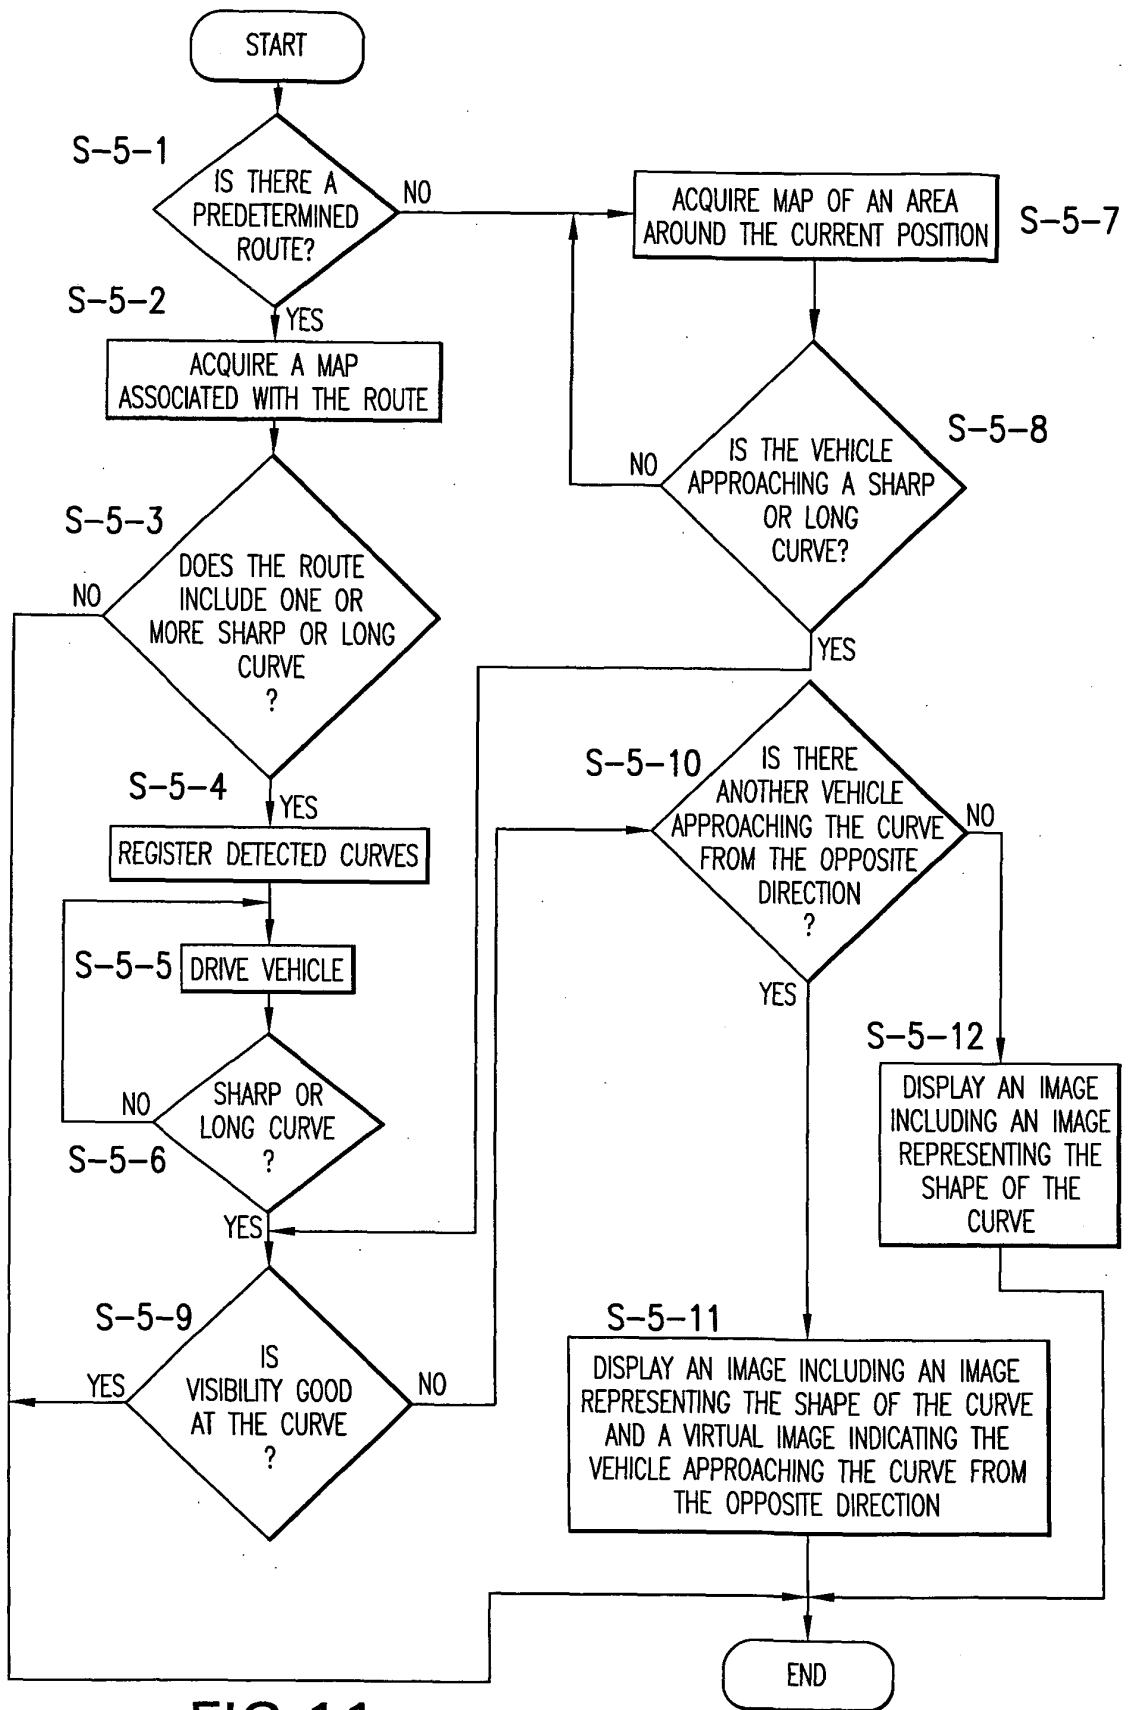 START
S-5-1
IS THERE A
PREDETERMINED
ROUTE?
NO
YES
S-5-2
ACQUIRE A MAP
ASSOCIATED WITH THE ROUTE
S-5-3
DOES THE ROUTE
INCLUDE ONE OR
MORE SHARP OR LONG
CURVE
?
NO
YES
S-5-4
REGISTER DETECTED CURVES
S-5-5
DRIVE VEHICLE
S-5-6
SHARP OR
LONG CURVE
?
NO
YES
ACQUIRE MAP OF AN AREA
AROUND THE CURRENT POSITION
S-5-7
S-5-8
IS THE VEHICLE
APPROACHING A SHARP
OR LONG
CURVE?
NO
YES
S-5-9
IS
VISIBILITY GOOD
AT THE CURVE
?
YES
NO
S-5-10
IS THERE
ANOTHER VEHICLE
APPROACHING THE CURVE
FROM THE OPPOSITE
DIRECTION
?
NO
YES
S-5-12
DISPLAY AN IMAGE
INCLUDING AN IMAGE
REPRESENTING THE
SHAPE OF THE
CURVE
S-5-11
DISPLAY AN IMAGE INCLUDING AN IMAGE
REPRESENTING THE SHAPE OF THE CURVE
AND A VIRTUAL IMAGE INDICATING THE
VEHICLE APPROACHING THE CURVE FROM
THE OPPOSITE DIRECTION
END